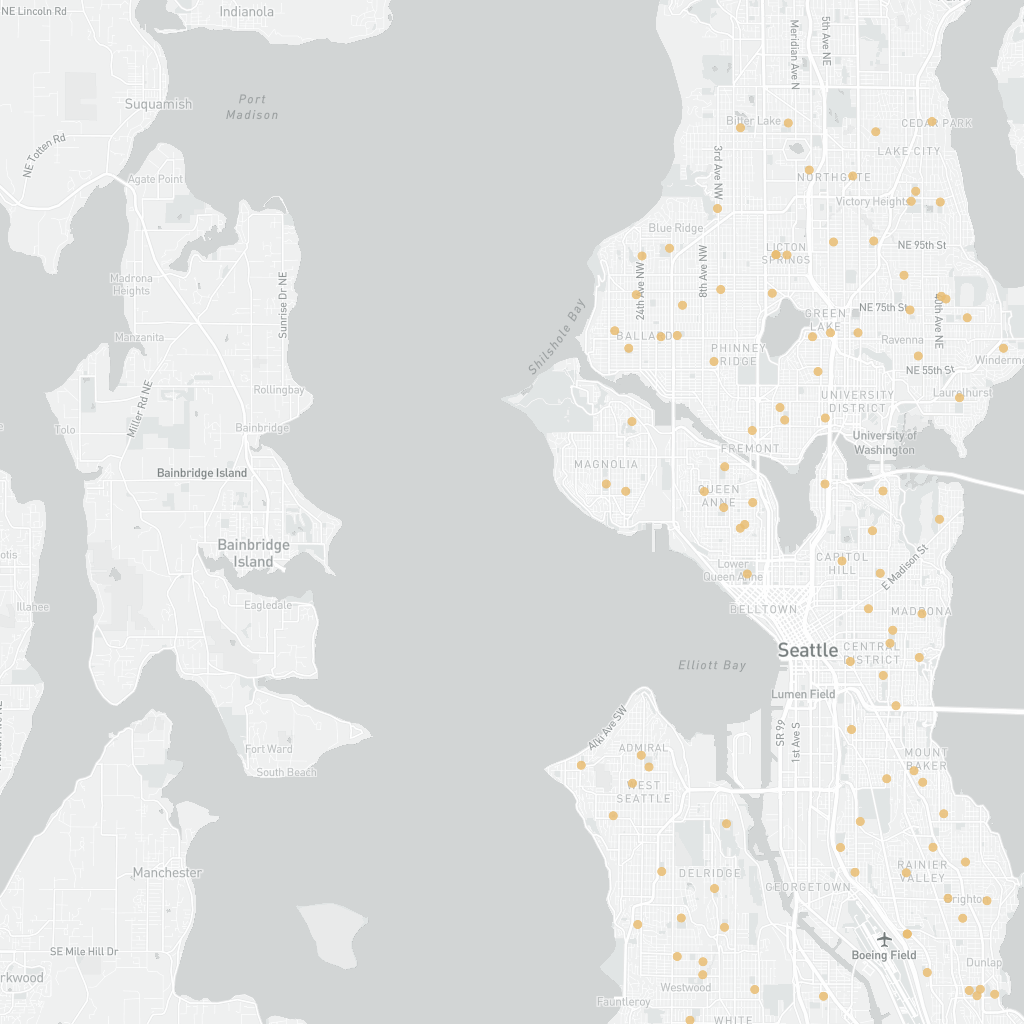 NE Lincoln Rd
Indianola
Meridian Ave N
5th Ave NE
Suquamish
Port
Madison
Bitter Lake
CEDAR PARK
NE Totten Rd
3rd Ave NW
LAKE CITY
Agate Point
NORTHGATE
Victory Heights
Blue Ridge
NE 95th St
LICTON
SPRINGS
Madrona
Heights
Sunrise Dr NE
24th Ave NW
8th Ave NW
NE 75th St
40th Ave NE
GREEN
LAKE
Manzanita
Shilshole Bay
BALLARD
Ravenna
PHINNEY
RIDGE
Windermere
NE 55th St
Rollingbay
Miller Rd NE
UNIVERSITY
DISTRICT
Laurelhurst
Tolo
Bainbridge
University of
Washington
FREMONT
Bainbridge Island
MAGNOLIA
QUEEN
ANNE
Bainbridge
Island
CAPITOL
HILL
E Madison St
Lower
Queen Anne
Illahee
Eagledale
BELLTOWN
MADRONA
Seattle
CENTRAL
DISTRICT
Elliott Bay
Lumen Field
Alki Ave SW
SR 99
1st Ave S
Fort Ward
ADMIRAL
MOUNT
BAKER
South Beach
WEST
SEATTLE
Manchester
DELRIDGE
RAINIER
VALLEY
GEORGETOWN
Brighton
SE Mile Hill Dr
Boeing Field
Dunlap
rkwood
Westwood
Fauntleroy
WHITE